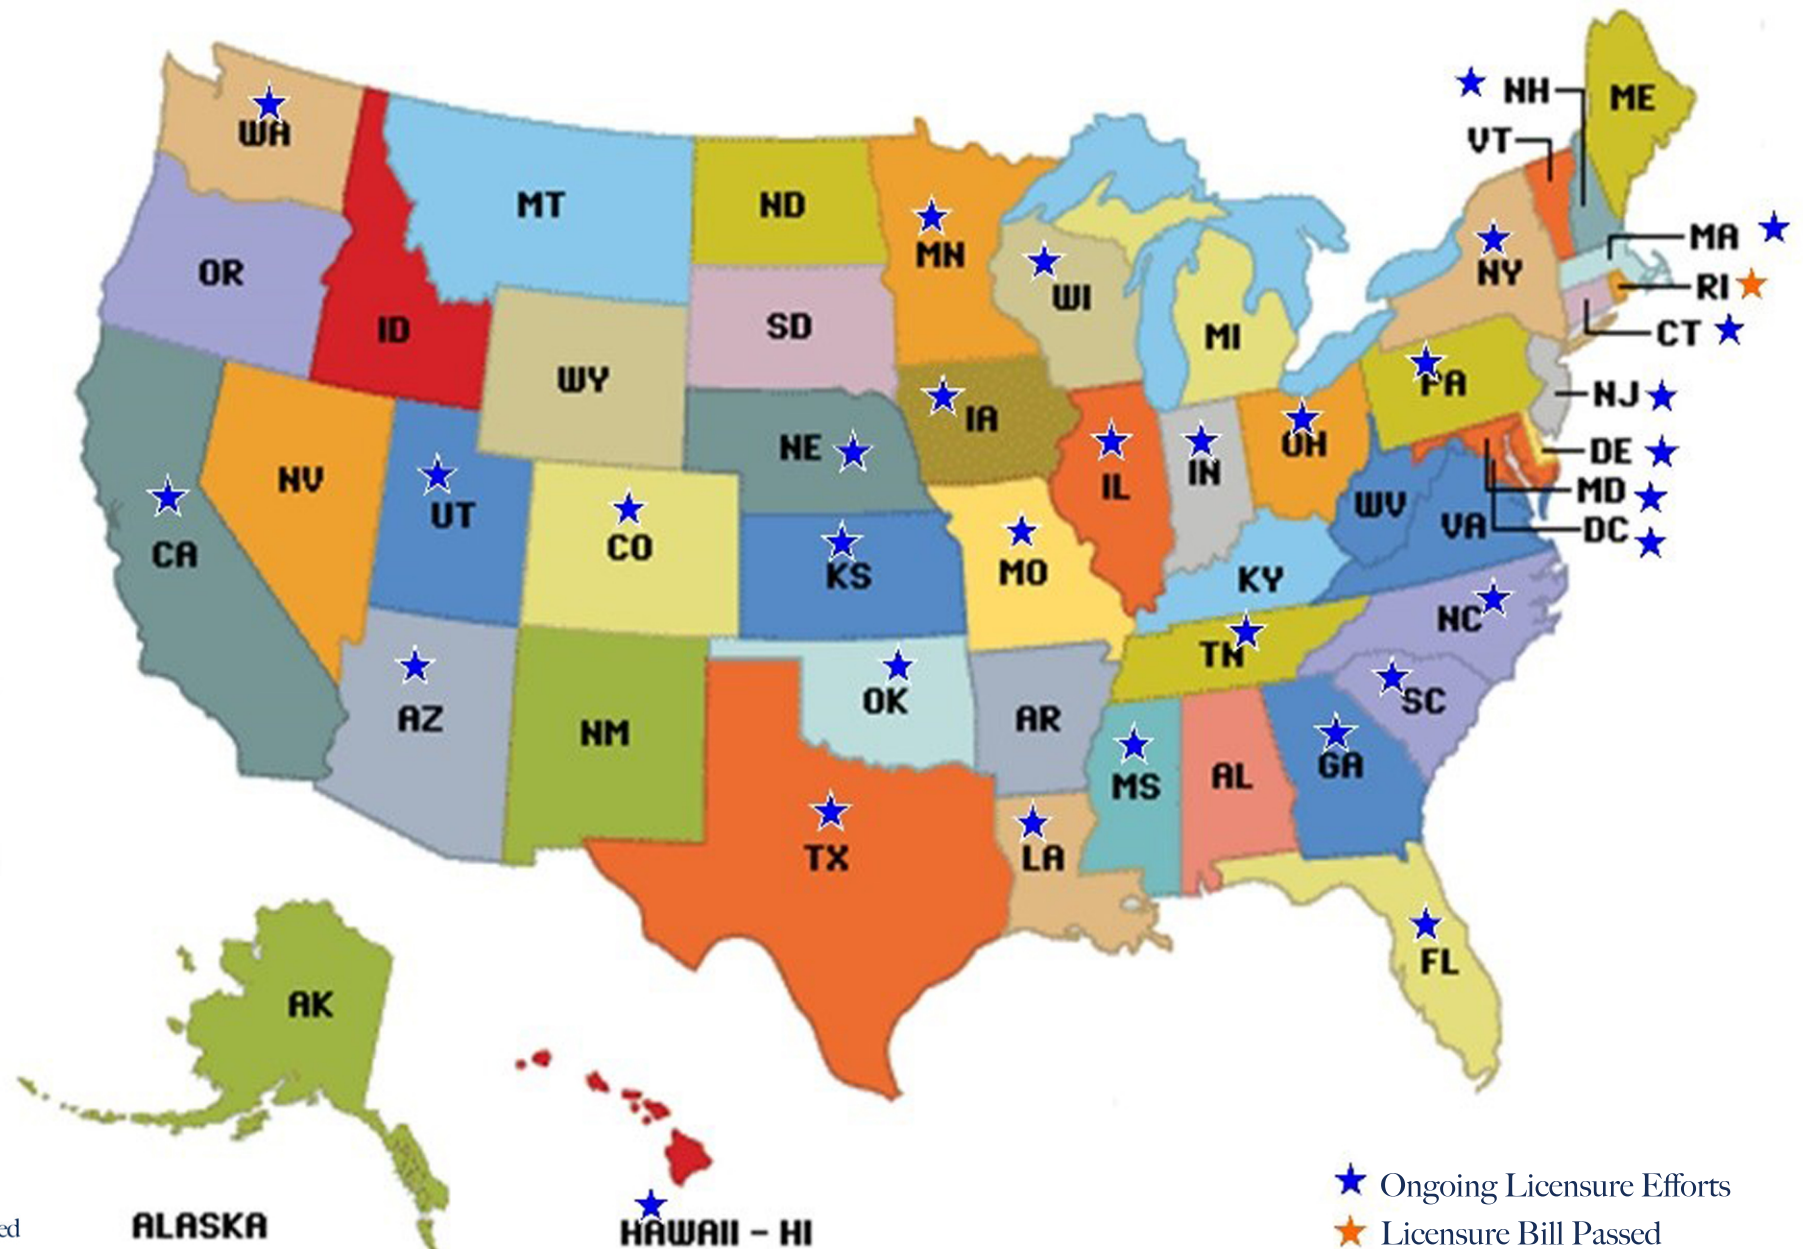 NH
ME
VT
WA
MT
ND
MN
MA
OR
NY
RI
WI
ID
SD
MI
CT
WY
PA
NJ
IA
NE
OH
DE
NV
IL
IN
MD
UT
WV
VA
DC
CO
CA
KS
MO
KY
NC
TN
OK
SC
AZ
NM
AR
GA
MS
AL
TX
LA
FL
AK
Ongoing Licensure Efforts
ed
ALASKA
HAWAII - HI
Licensure Bill Passed